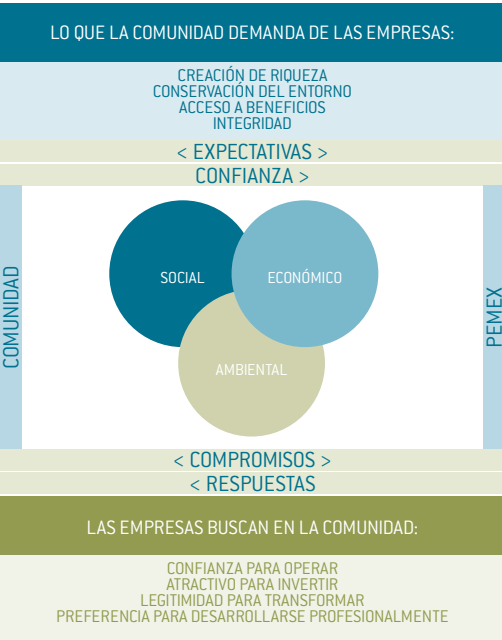 LO QUE LA COMUNIDAD DEMANDA DE LAS EMPRESAS:
CREACIÓN DE RIQUEZA
CONSERVACIÓN DEL ENTORNO
ACCESO A BENEFICIOS
INTEGRIDAD
< EXPECTATIVAS >
CONFIANZA >
COMUNIDAD
SOCIAL
ECONÓMICO
AMBIENTAL
PEMEX
< COMPROMISOS >
< RESPUESTAS
LAS EMPRESAS BUSCAN EN LA COMUNIDAD:
CONFIANZA PARA OPERAR
ATRACTIVO PARA INVERTIR
LEGITIMIDAD PARA TRANSFORMAR
PREFERENCIA PARA DESARROLLARSE PROFESIONALMENTE